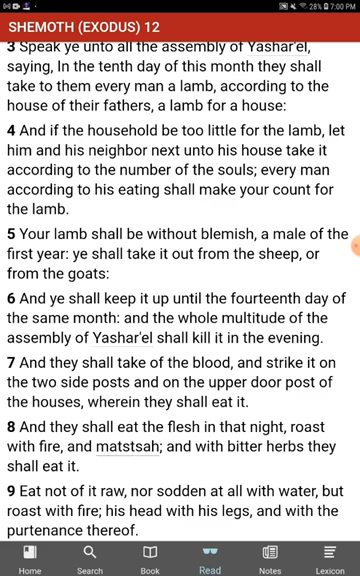 28% 7:00 PM
SHEMOTH (EXODUS) 12
3 Speak ye unto all the assembly of Yashar'el,
saying, In the tenth day of this month they shall
take to them every man a lamb, according to the
house of their fathers, a lamb for a house:
4 And if the household be too little for the lamb, let
him and his neighbor next unto his house take it
according to the number of the souls; every man
according to his eating shall make your count for
the lamb.
5 Your lamb shall be without blemish, a male of the
first year: ye shall take it out from the sheep, or
from the goats:
6 And ye shall keep it up until the fourteenth day of
the same month: and the whole multitude of the
assembly of Yashar'el shall kill it in the evening.
7 And they shall take of the blood, and strike it on
the two side posts and on the upper door post of
the houses, wherein they shall eat it.
8 And they shall eat the flesh in that night, roast
with fire, and matstsah; and with bitter herbs they
shall eat it.
9 Eat not of it raw, nor sodden at all with water, but
roast with fire; his head with his legs, and with the
purtenance thereof.
Home Search Book Read Notes Lexicon